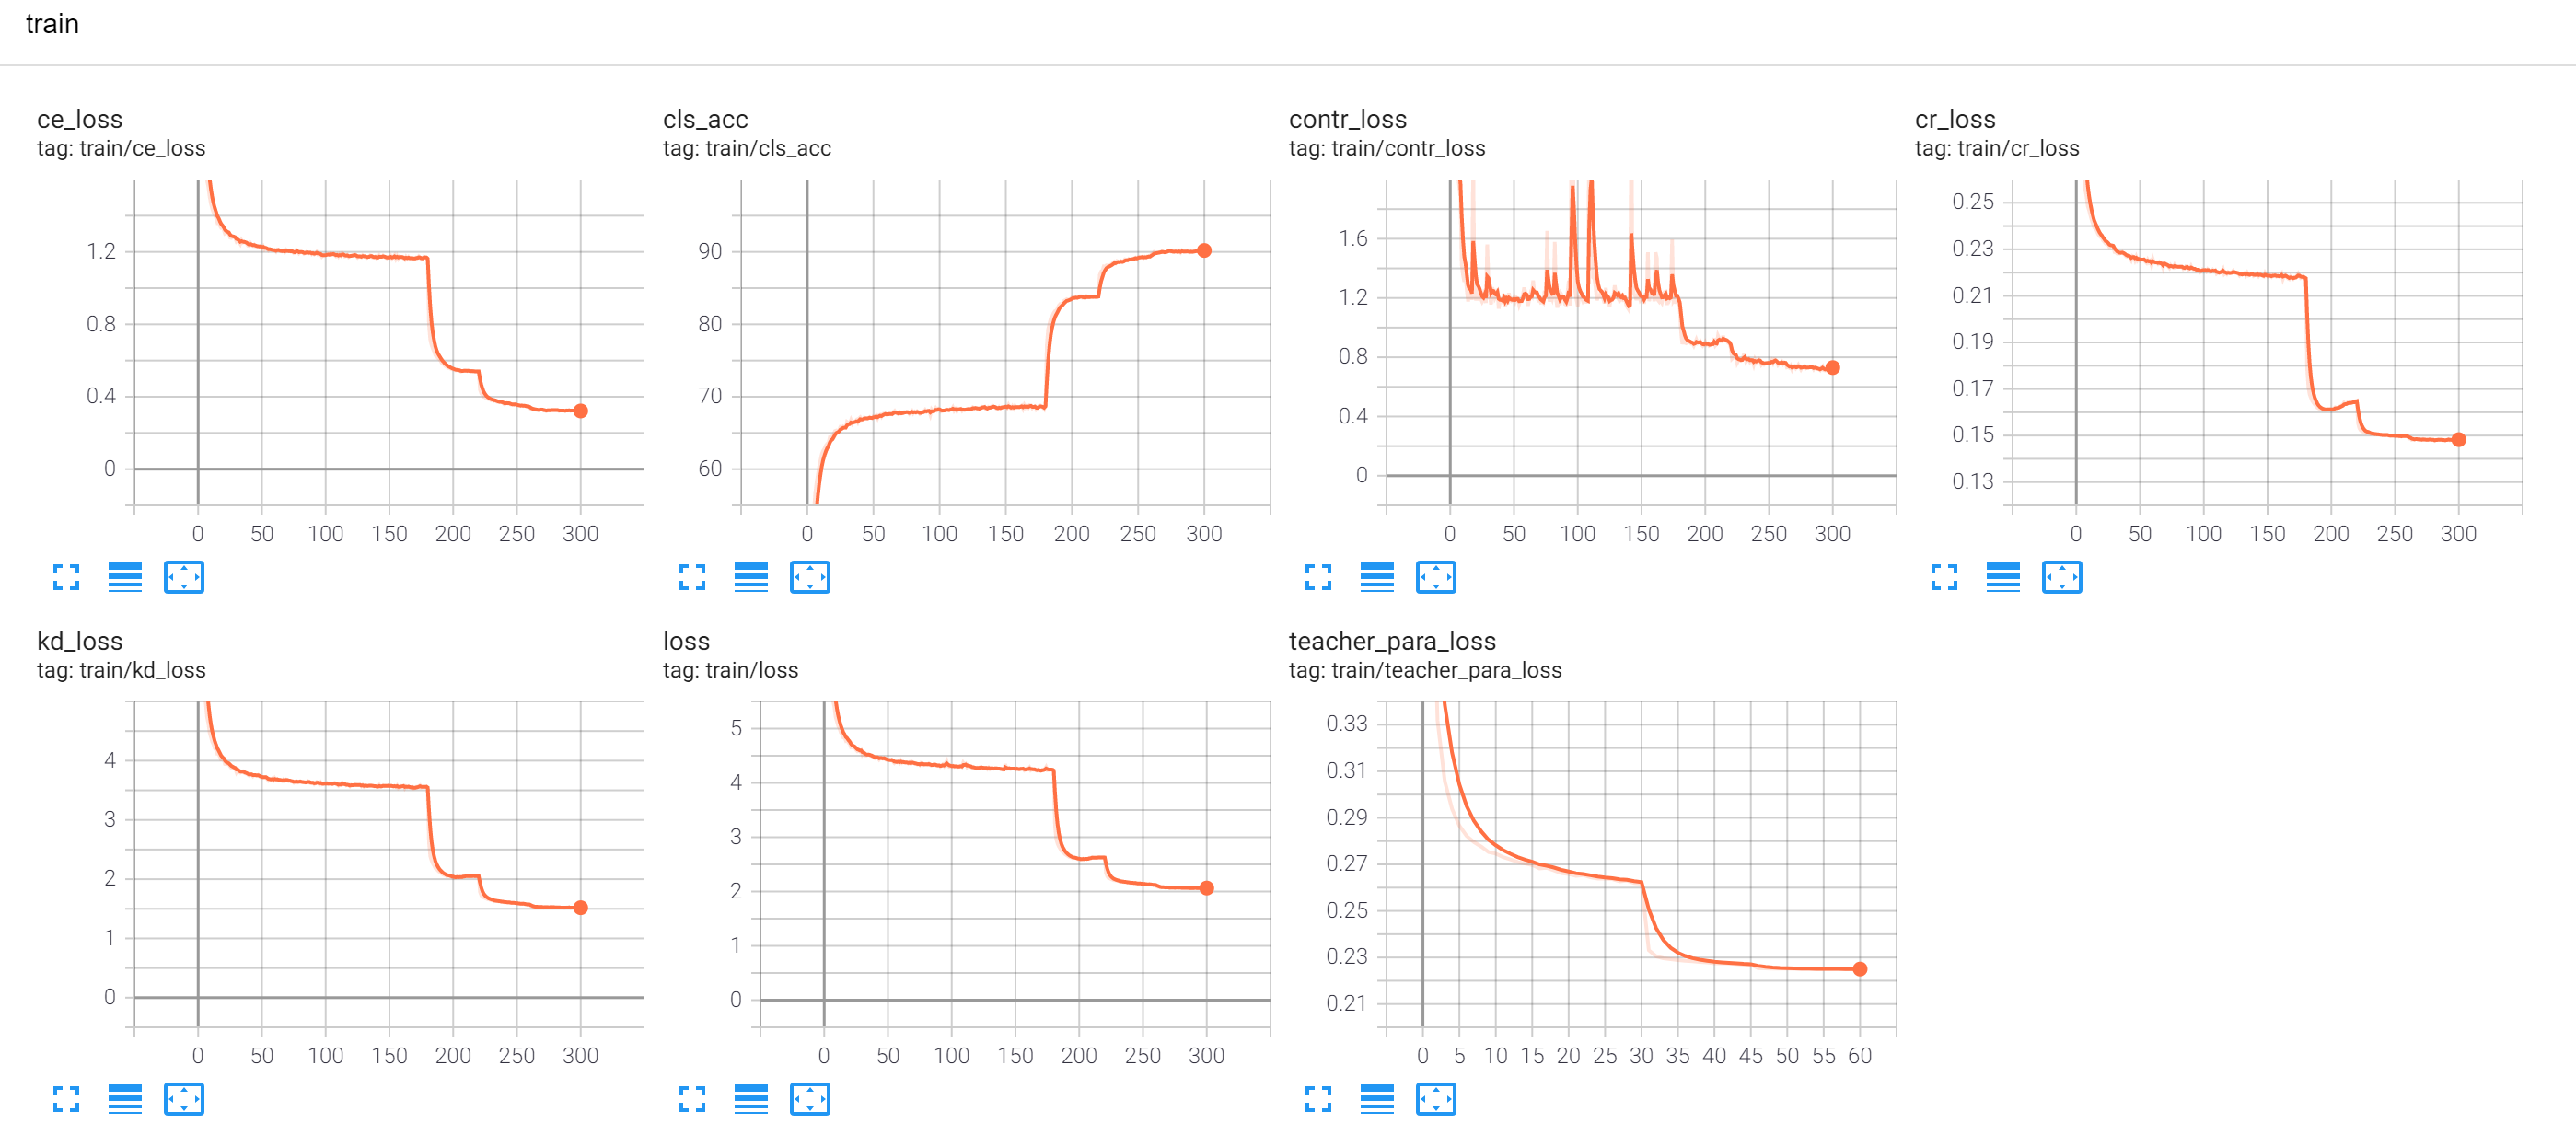 train
ce_loss
tag: train/ce_loss
1.2
0.8
0.4
0
0 50 100 150 200 250 300
cls_acc
tag: train/cls_acc
90
80
70
60
0 50 100 150 200 250 300
contr_loss
tag: train/contr_loss
1.6
1.2
0.8
0.4
0
0 50 100 150 200 250 300
cr_loss
tag: train/cr_loss
0.25
0.23
0.21
0.19
0.17
0.15
0.13
0 50 100 150 200 250 300
kd_loss
tag: train/kd_loss
4
3
2
1
0
0 50 100 150 200 250 300
loss
tag: train/loss
5
4
3
2
1
0
0 50 100 150 200 250 300
teacher_para_loss
tag: train/teacher_para_loss
0.33
0.31
0.29
0.27
0.25
0.23
0.21
0 5 10 15 20 25 30 35 40 45 50 55 60